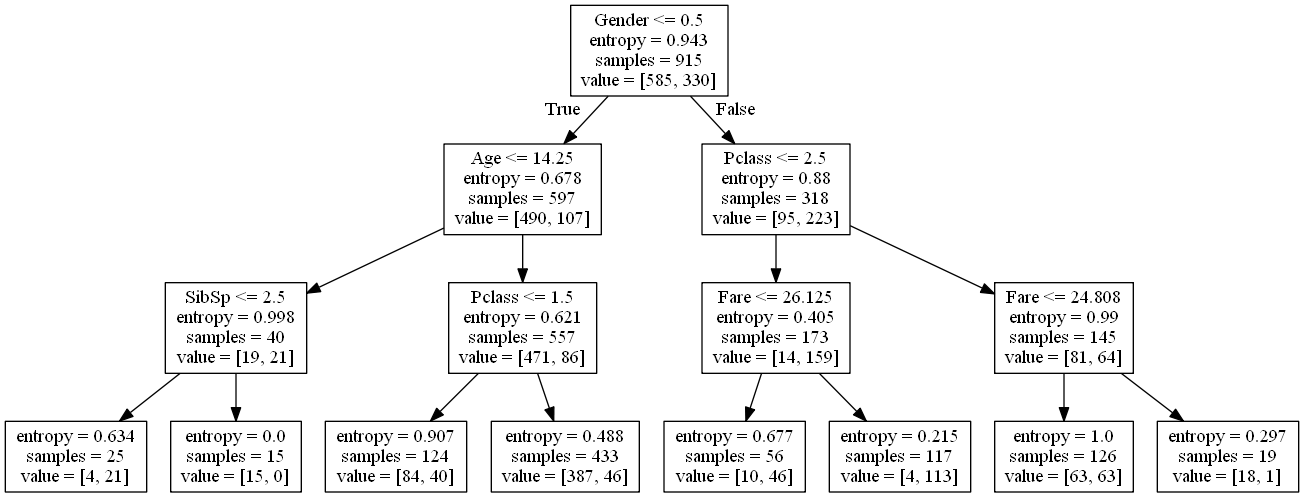 Gender <= 0.5
entropy = 0.943
samples = 915
value = [585, 330]
True
False
Age <= 14.25
entropy = 0.678
samples = 597
value = [490, 107]
Pclass <= 2.5
entropy = 0.88
samples = 318
value = [95, 223]
SibSp <= 2.5
entropy = 0.998
samples = 40
value = [19, 21]
Pclass <= 1.5
entropy = 0.621
samples = 557
value = [471, 86]
Fare <= 26.125
entropy = 0.405
samples = 173
value = [14, 159]
Fare <= 24.808
entropy = 0.99
samples = 145
value = [81, 64]
entropy = 0.634
samples = 25
value = [4, 21]
entropy = 0.0
samples = 15
value = [15, 0]
entropy = 0.907
samples = 124
value = [84, 40]
entropy = 0.488
samples = 433
value = [387, 46]
entropy = 0.677
samples = 56
value = [10, 46]
entropy = 0.215
samples = 117
value = [4, 113]
entropy = 1.0
samples = 126
value = [63, 63]
entropy = 0.297
samples = 19
value = [18, 1]